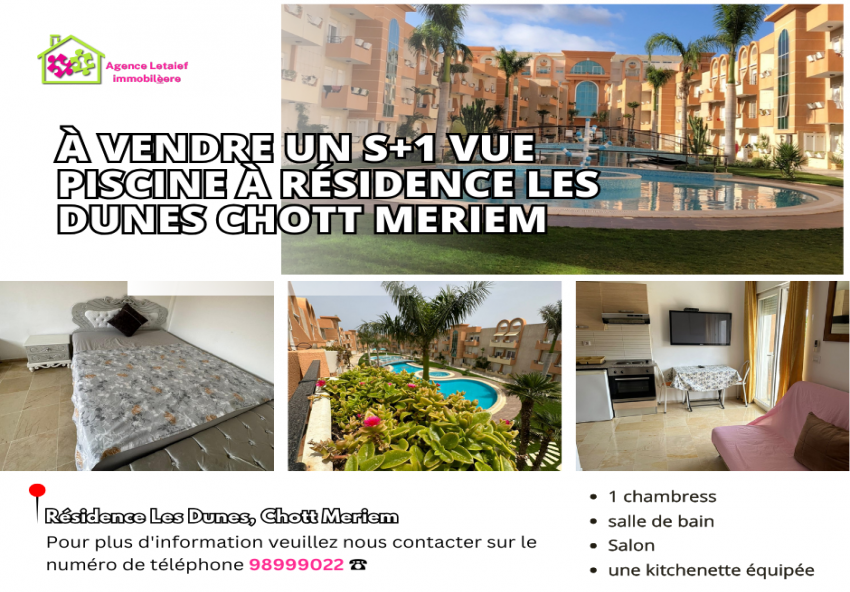 Agence Letaief
immobilèere
À VENDRE UN S+1 VUE
PISCINE À RÉSIDENCE LES
DUNES CHOTT MERIEM
Résidence Les Dunes, Chott Meriem
Pour plus d'information veuillez nous contacter sur le
numéro de téléphone 98999022 ☎
• 1 chambress
• salle de bain
• Salon
• une kitchenette équipée